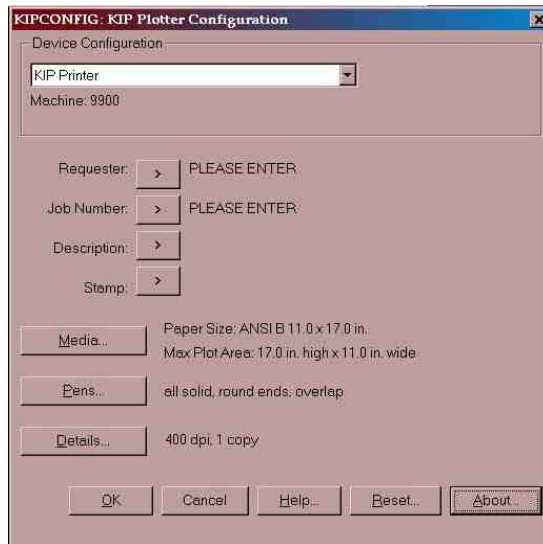 KIPCONFIG: KIP Plotter Configuration
Device Configuration
KIP Printer
Machine: 9900
Requester: > PLEASE ENTER
Job Number: > PLEASE ENTER
Description: >
Stamp: >
Media... Paper Size: ANSI B 11.0 x 17.0 in.
Max Plot Area: 17.0 in. high x 11.0 in. wide
Pens... all solid, round ends, overlap
Details... 400 dpi, 1 copy
OK Cancel Help... Reset... About...